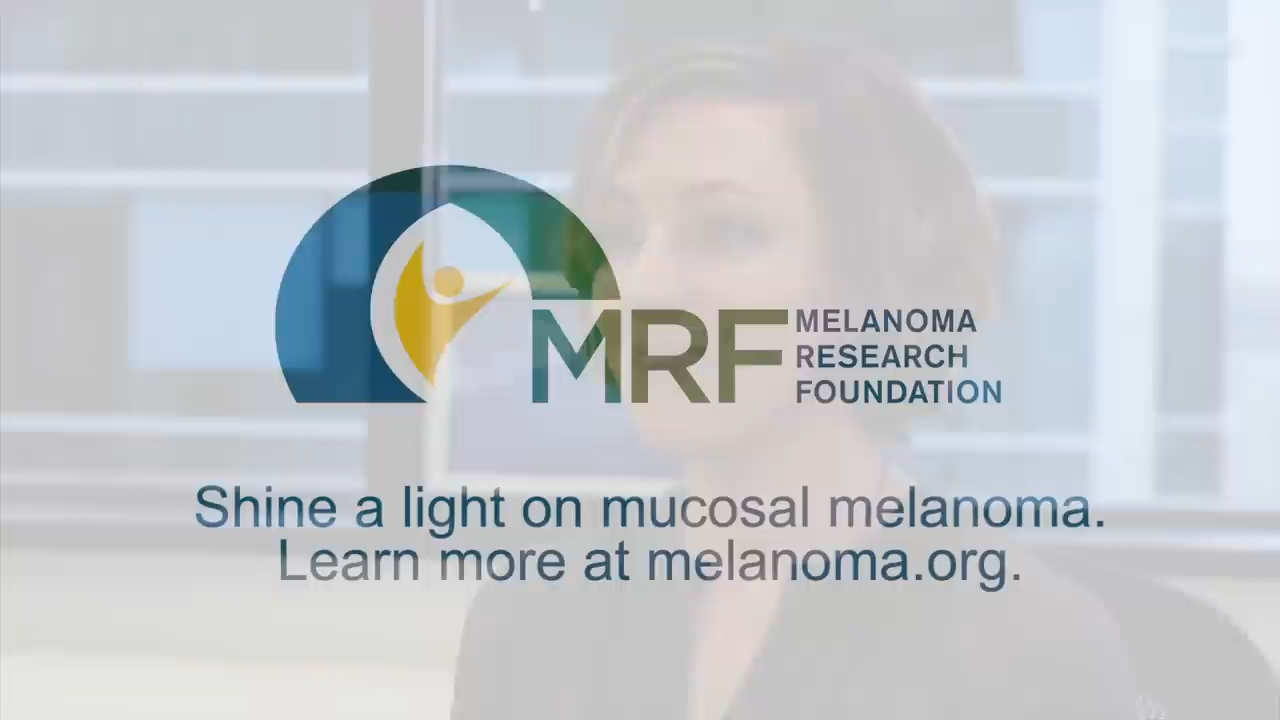 MRF
MELANOMA
RESEARCH
FOUNDATION
Shine a light on mucosal melanoma.
Learn more at melanoma.org.